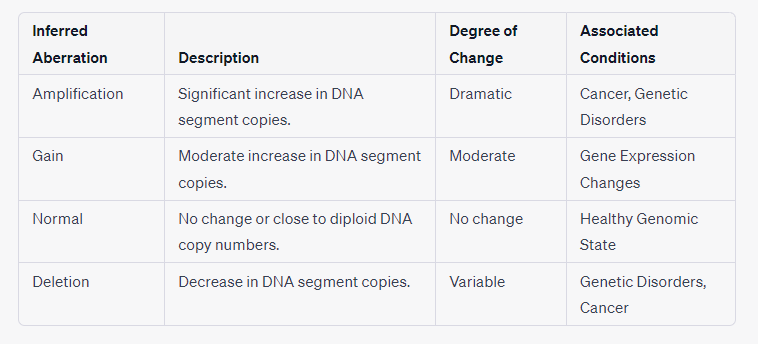 Inferred Aberration
Description
Degree of Change
Associated Conditions
Amplification
Significant increase in DNA
segment copies.
Dramatic
Cancer, Genetic
Disorders
Gain
Moderate increase in DNA segment
copies.
Moderate
Gene Expression
Changes
Normal
No change or close to diploid DNA
copy numbers.
No change
Healthy Genomic
State
Deletion
Decrease in DNA segment copies.
Variable
Genetic Disorders,
Cancer